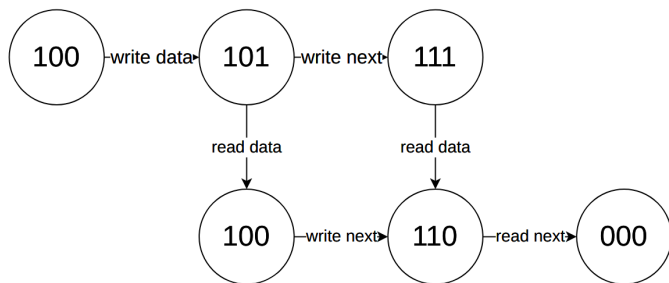 100 write data 101 write next 111
read data read data
100 write next 110 read next 000